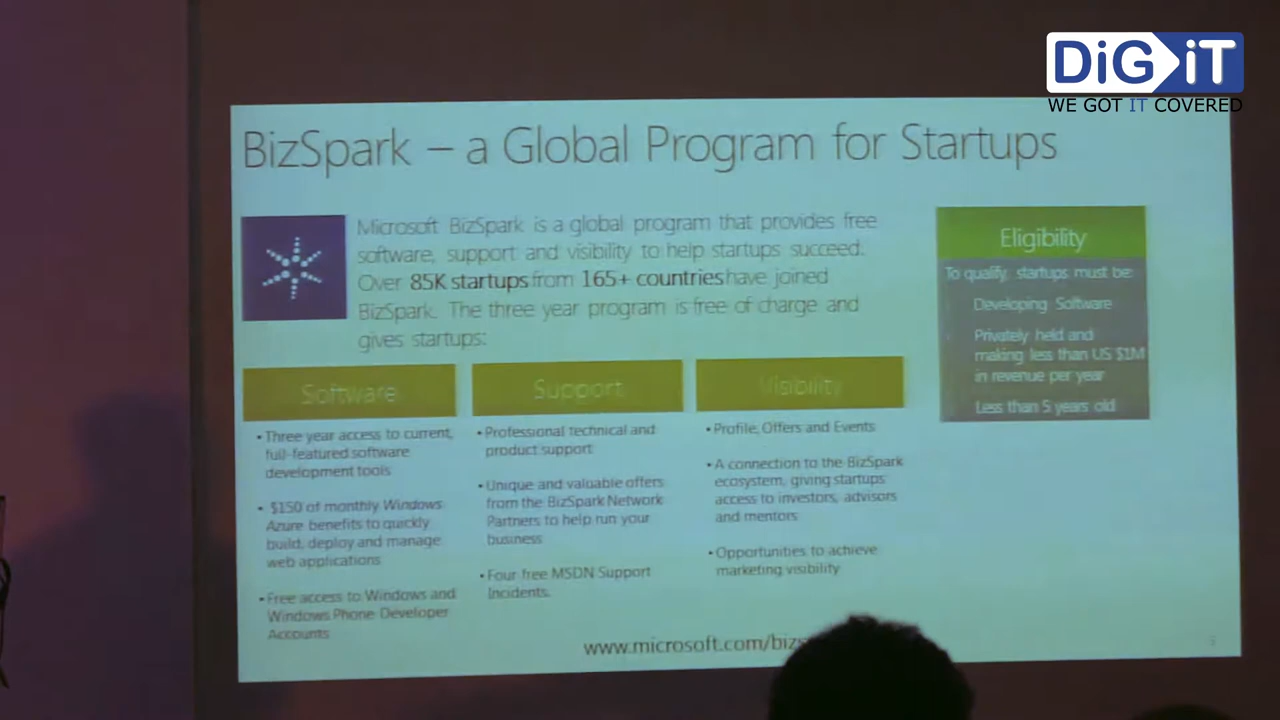 DiGiT
WE GOT IT COVERED
BizSpark – a Global Program for Startups
Microsoft BizSpark is a global program that provides free
software, support and visibility to help startups succeed.
Over 85K startups from 165+ countries have joined
BizSpark. The three year program is free of charge and
gives startups:
Eligibility
To qualify, startups must be:
Developing Software
Privately held and
making less than US $1M
in revenue per year
Less than 5 years old
Software
• Three year access to current,
full-featured software
development tools
• $150 of monthly Windows
Azure benefits to quickly
build, deploy and manage
web applications
• Free access to Windows and
Windows Phone Developer
Accounts
Support
• Professional technical and
product support
• Unique and valuable offers
from the BizSpark Network
Partners to help run your
business
• Four free MSDN Support
Incidents.
Visibility
• Profile, Offers and Events
• A connection to the BizSpark
ecosystem, giving startups
access to investors, advisors
and mentors
• Opportunities to achieve
marketing visibility
www.microsoft.com/bizs